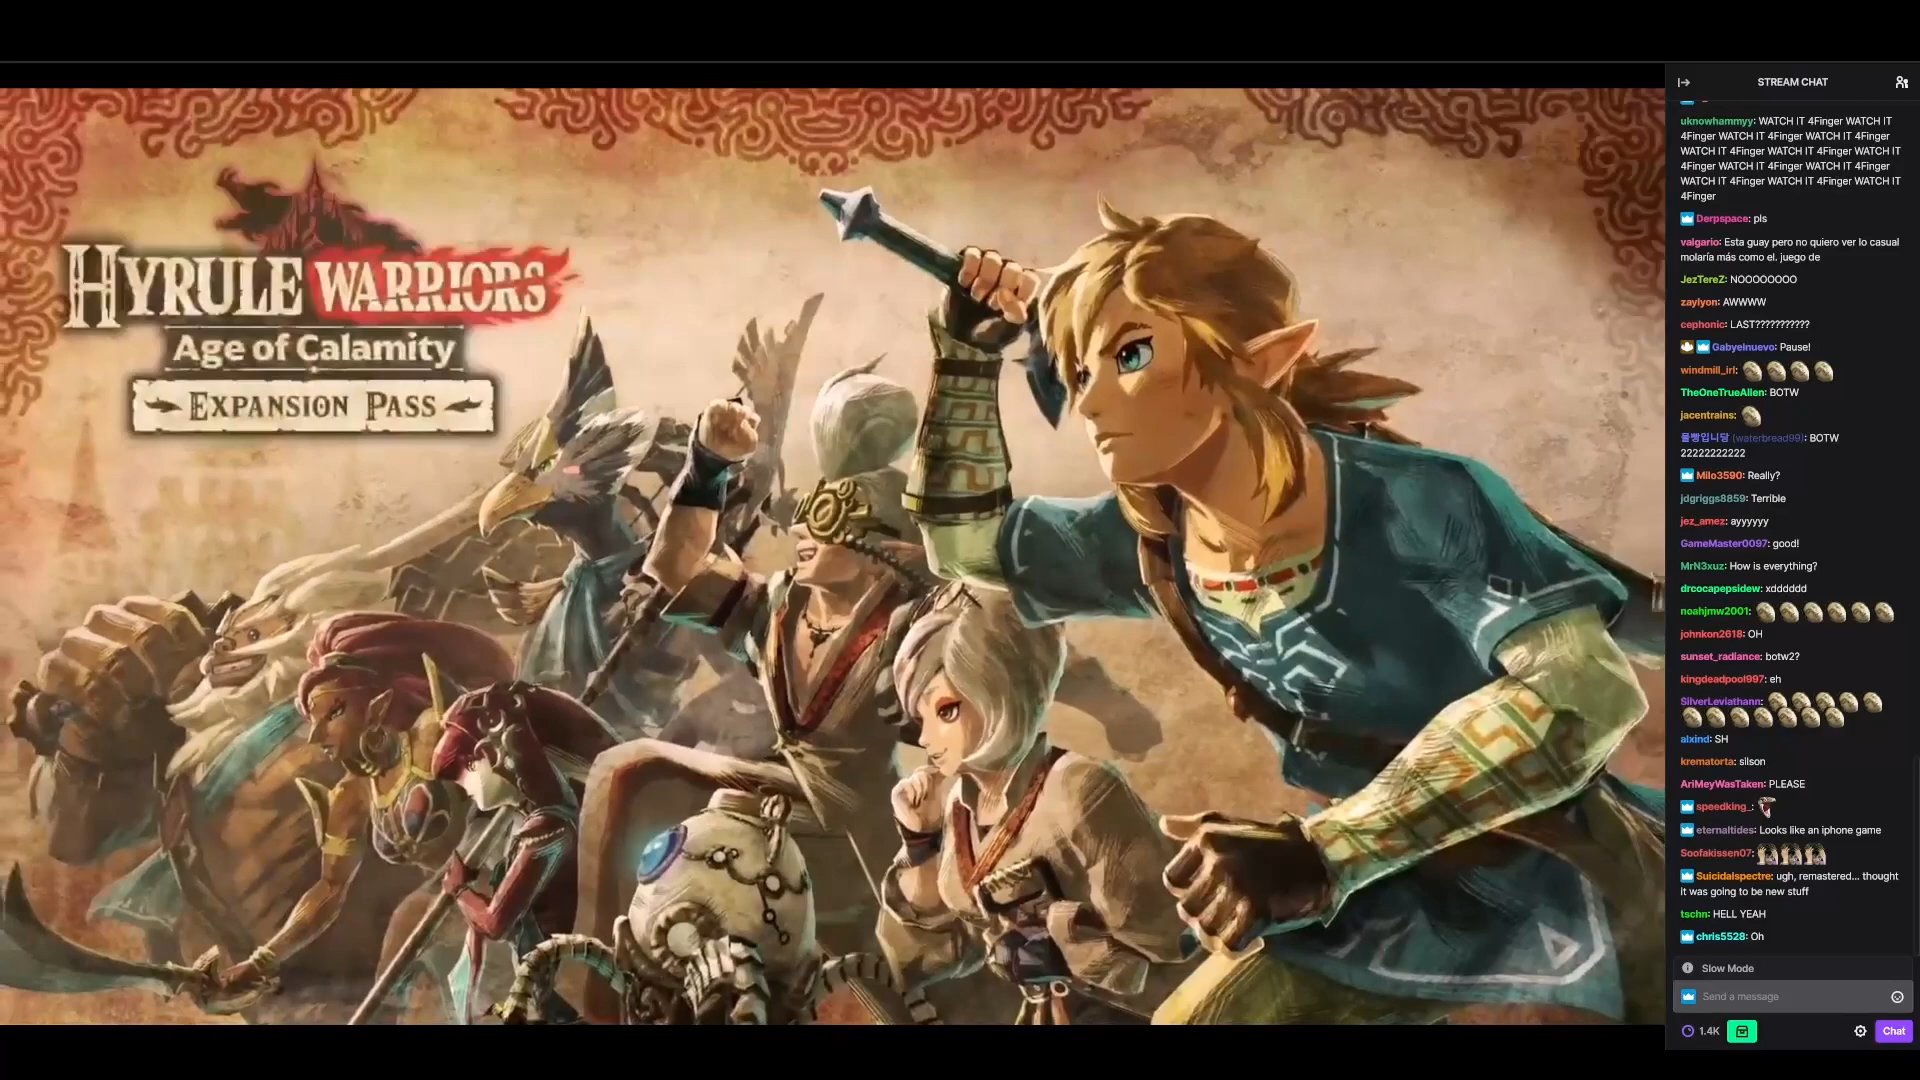 HYRULE WARRIORS
Age of Calamity
EXPANSION PASS
STREAM CHAT
uknowhammyy: WATCH IT 4Finger WATCH IT
4Finger WATCH IT 4Finger WATCH IT 4Finger
WATCH IT 4Finger WATCH IT 4Finger WATCH IT
4Finger WATCH IT 4Finger WATCH IT 4Finger
WATCH IT 4Finger WATCH IT 4Finger WATCH IT
4Finger
Derpspace: pls
valgario: Esta guay pero no quiero ver lo casual
molaría más como el. juego de
JezTereZ: NOOOOOOOO
zaylyon: AWWWW
cephonic: LAST???????????
Gabyelnuevo: Pause!
windmill_irl:
TheOneTrueAllen: BOTW
jacentrains:
물빵입니당 (waterbread99): BOTW
22222222222
Milo3590: Really?
jdgriggs8859: Terrible
jez_amez: ayyyyyy
GameMaster0097: good!
MrN3xuz: How is everything?
drcocapepsidew: xdddddd
noahjmw2001:
johnkon2618: OH
sunset_radiance: botw2?
kingdeadpool997: eh
SilverLeviathann:
alxind: SH
krematorta: silson
AriMeyWasTaken: PLEASE
speedking_:
eternaltides: Looks like an iphone game
Soofakissen07:
Suicidalspectre: ugh, remastered... thought
it was going to be new stuff
tschn: HELL YEAH
chris5528: Oh
Slow Mode
Send a message
1.4K
Chat